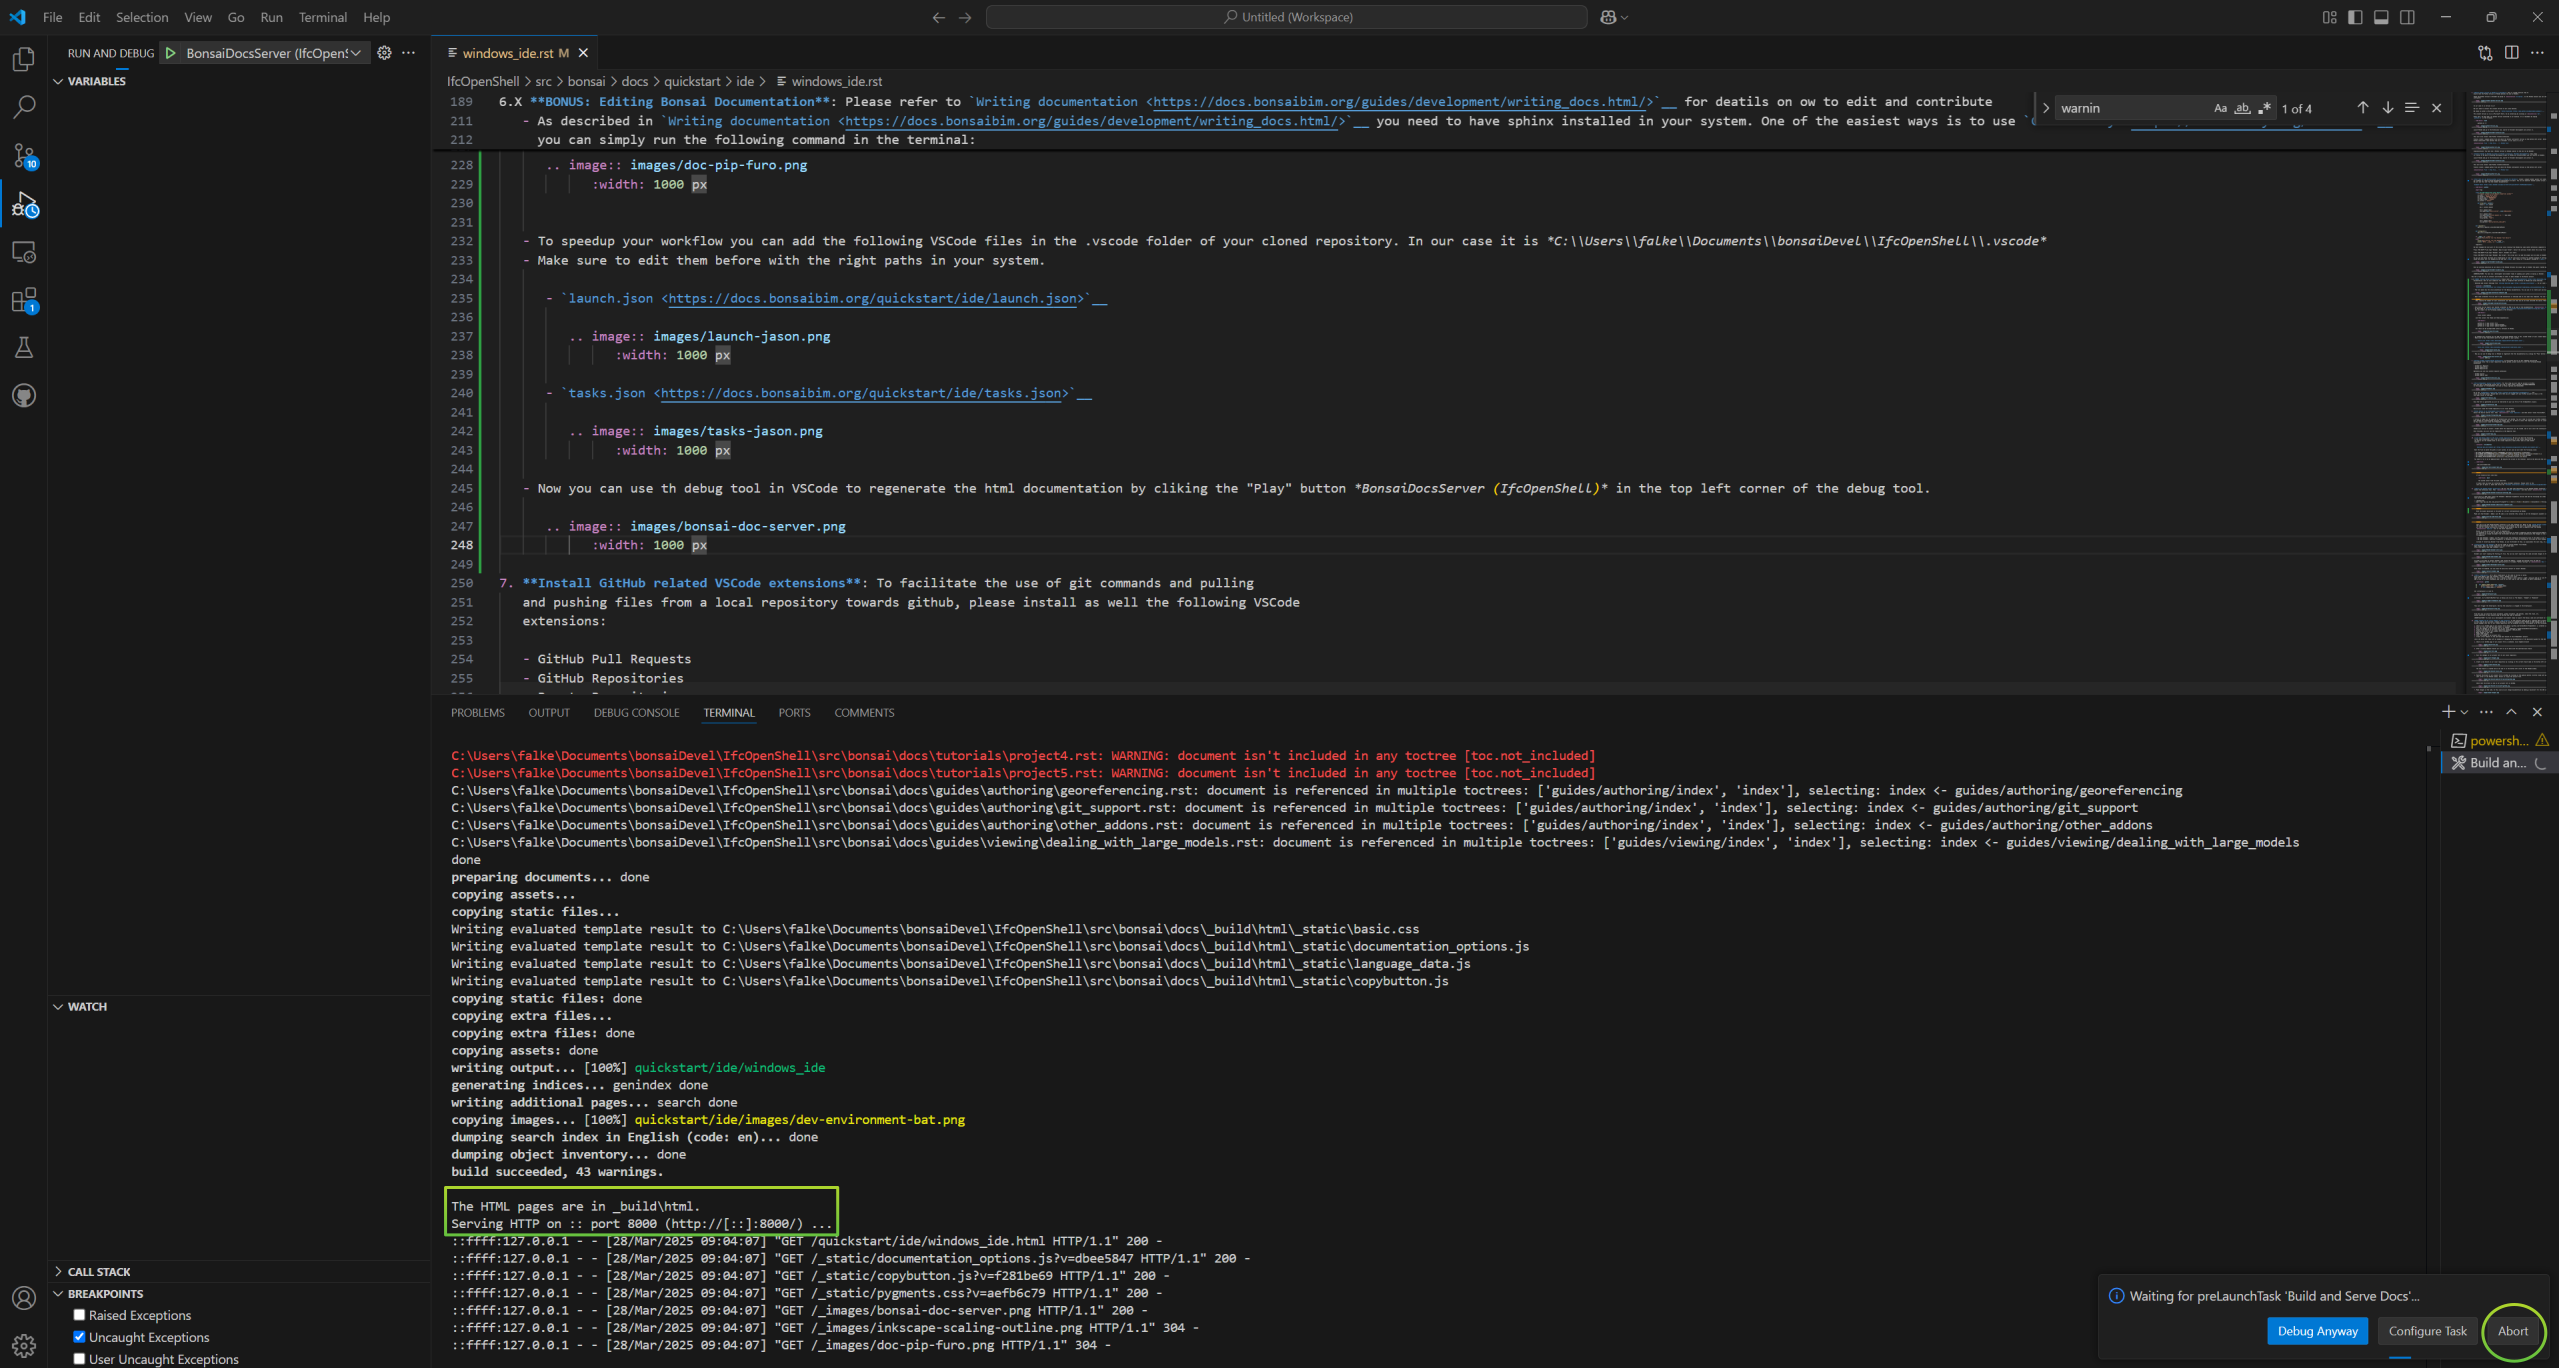 File Edit Selection View Go Run Terminal Help
Untitled (Workspace)
RUN AND DEBUG BonsaiDocsServer (IfcOpenS
windows_ide.rst M
VARIABLES
IfcOpenShell > src > bonsai > docs > quickstart > ide > windows_ide.rst
189 6.X **BONUS: Editing Bonsai Documentation**: Please refer to `Writing documentation <https://docs.bonsaibim.org/guides/development/writing_docs.html/>`__ for deatils on ow to edit and contribute
211 - As described in `Writing documentation <https://docs.bonsaibim.org/guides/development/writing_docs.html/>`__ you need to have sphinx installed in your system. One of the easiest ways is to use `
212 you can simply run the following command in the terminal:
warnin Aa ab 1 of 4
228 .. image:: images/doc-pip-furo.png
229 :width: 1000 px
230
231
232 - To speedup your workflow you can add the following VSCode files in the .vscode folder of your cloned repository. In our case it is *C:\\Users\\falke\\Documents\\bonsaiDevel\\IfcOpenShell\\.vscode*
233 - Make sure to edit them before with the right paths in your system.
234
235 - `launch.json <https://docs.bonsaibim.org/quickstart/ide/launch.json>`__
236
237 .. image:: images/launch-jason.png
238 :width: 1000 px
239
240 - `tasks.json <https://docs.bonsaibim.org/quickstart/ide/tasks.json>`__
241
242 .. image:: images/tasks-jason.png
243 :width: 1000 px
244
245 - Now you can use th debug tool in VSCode to regenerate the html documentation by cliking the "Play" button *BonsaiDocsServer (IfcOpenShell)* in the top left corner of the debug tool.
246
247 .. image:: images/bonsai-doc-server.png
248 :width: 1000 px
249
250 7. **Install GitHub related VSCode extensions**: To facilitate the use of git commands and pulling
251 and pushing files from a local repository towards github, please install as well the following VSCode
252 extensions:
253
254 - GitHub Pull Requests
255 - GitHub Repositories
10
1
PROBLEMS OUTPUT DEBUG CONSOLE TERMINAL PORTS COMMENTS
powersh...
Build an...
C:\Users\falke\Documents\bonsaiDevel\IfcOpenShell\src\bonsai\docs\tutorials\project4.rst: WARNING: document isn't included in any toctree [toc.not_included]
C:\Users\falke\Documents\bonsaiDevel\IfcOpenShell\src\bonsai\docs\tutorials\project5.rst: WARNING: document isn't included in any toctree [toc.not_included]
C:\Users\falke\Documents\bonsaiDevel\IfcOpenShell\src\bonsai\docs\guides\authoring\georeferencing.rst: document is referenced in multiple toctrees: ['guides/authoring/index', 'index'], selecting: index <- guides/authoring/georeferencing
C:\Users\falke\Documents\bonsaiDevel\IfcOpenShell\src\bonsai\docs\guides\authoring\git_support.rst: document is referenced in multiple toctrees: ['guides/authoring/index', 'index'], selecting: index <- guides/authoring/git_support
C:\Users\falke\Documents\bonsaiDevel\IfcOpenShell\src\bonsai\docs\guides\authoring\other_addons.rst: document is referenced in multiple toctrees: ['guides/authoring/index', 'index'], selecting: index <- guides/authoring/other_addons
C:\Users\falke\Documents\bonsaiDevel\IfcOpenShell\src\bonsai\docs\guides\viewing\dealing_with_large_models.rst: document is referenced in multiple toctrees: ['guides/viewing/index', 'index'], selecting: index <- guides/viewing/dealing_with_large_models
done
preparing documents... done
copying assets...
copying static files...
Writing evaluated template result to C:\Users\falke\Documents\bonsaiDevel\IfcOpenShell\src\bonsai\docs\_build\html\_static\basic.css
Writing evaluated template result to C:\Users\falke\Documents\bonsaiDevel\IfcOpenShell\src\bonsai\docs\_build\html\_static\documentation_options.js
Writing evaluated template result to C:\Users\falke\Documents\bonsaiDevel\IfcOpenShell\src\bonsai\docs\_build\html\_static\language_data.js
Writing evaluated template result to C:\Users\falke\Documents\bonsaiDevel\IfcOpenShell\src\bonsai\docs\_build\html\_static\copybutton.js
copying static files: done
copying extra files...
copying extra files: done
copying assets: done
writing output... [100%] quickstart/ide/windows_ide
generating indices... genindex done
writing additional pages... search done
copying images... [100%] quickstart/ide/images/dev-environment-bat.png
dumping search index in English (code: en)... done
dumping object inventory... done
build succeeded, 43 warnings.
The HTML pages are in _build\html.
Serving HTTP on :: port 8000 (http://[::]:8000/) ...
::ffff:127.0.0.1 - - [28/Mar/2025 09:04:07] "GET /quickstart/ide/windows_ide.html HTTP/1.1" 200 -
::ffff:127.0.0.1 - - [28/Mar/2025 09:04:07] "GET /_static/documentation_options.js?v=dbee5847 HTTP/1.1" 200 -
::ffff:127.0.0.1 - - [28/Mar/2025 09:04:07] "GET /_static/copybutton.js?v=f281be69 HTTP/1.1" 200 -
::ffff:127.0.0.1 - - [28/Mar/2025 09:04:07] "GET /_static/pygments.css?v=aefb6c79 HTTP/1.1" 200 -
::ffff:127.0.0.1 - - [28/Mar/2025 09:04:07] "GET /_images/bonsai-doc-server.png HTTP/1.1" 200 -
::ffff:127.0.0.1 - - [28/Mar/2025 09:04:07] "GET /_images/inkscape-scaling-outline.png HTTP/1.1" 304 -
::ffff:127.0.0.1 - - [28/Mar/2025 09:04:07] "GET /_images/doc-pip-furo.png HTTP/1.1" 304 -
WATCH
CALL STACK
BREAKPOINTS
Raised Exceptions
Uncaught Exceptions
User Uncaught Exceptions
Waiting for preLaunchTask 'Build and Serve Docs'...
Debug Anyway Configure Task Abort